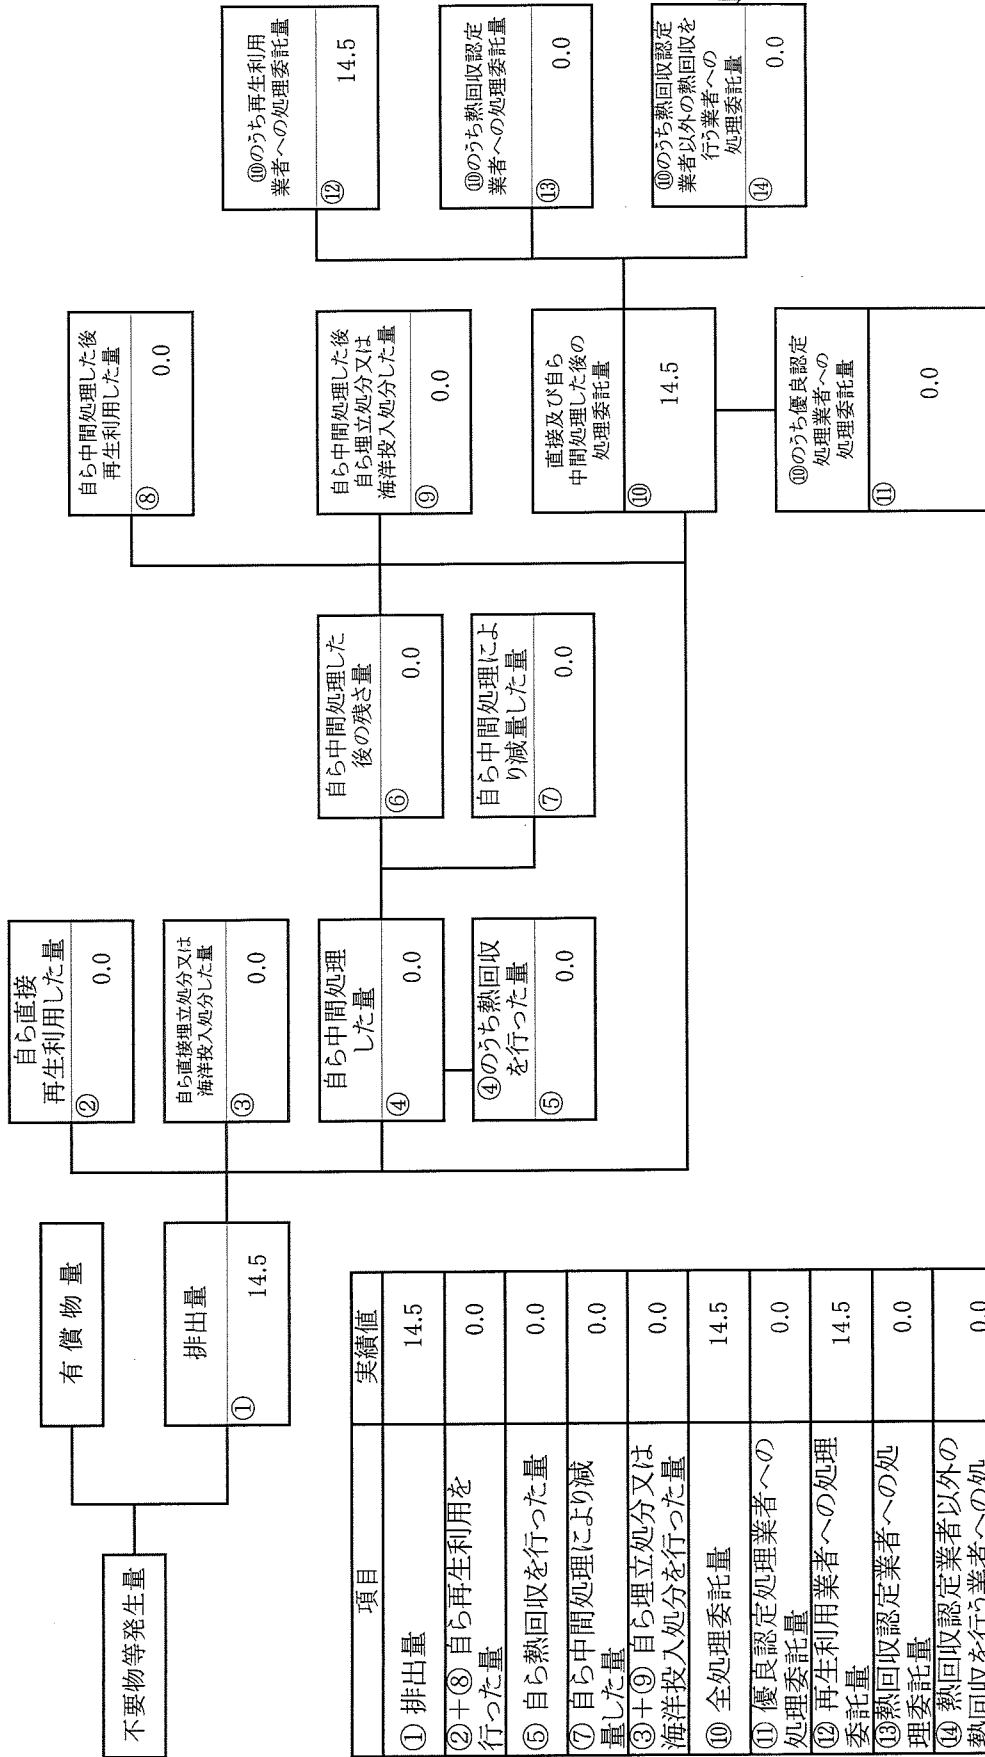 不要物等発生量
有償物量
排出量
① 14.5
自ら直接
再生利用した量
② 0.0
自ら直接埋立処分又は
海洋投入処分した量
③ 0.0
自ら中間処理
した量
④ 0.0
④のうち熱回収
を行った量
⑤ 0.0
自ら中間処理した
後の残さ量
⑥ 0.0
自ら中間処理によ
り減量した量
⑦ 0.0
自ら中間処理した後
再生利用した量
⑧ 0.0
自ら中間処理した後
自ら埋立処分又は
海洋投入処分した量
⑨ 0.0
直接及び自ら
中間処理した後の
処理委託量
⑩ 14.5
⑩のうち優良認定
処理業者への
処理委託量
⑪ 0.0
⑩のうち再生利用
業者への処理委託量
⑫ 14.5
⑩のうち熱回収認定
業者への処理委託量
⑬ 0.0
⑩のうち熱回収認定
業者以外の熱回収を
行う業者への
処理委託量
⑭ 0.0
項目 実績値
① 排出量 14.5
②+⑧ 自ら再生利用を
行った量 0.0
⑤ 自ら熱回収を行った量 0.0
⑦ 自ら中間処理により減
量した量 0.0
③+⑨ 自ら埋立処分又は
海洋投入処分を行った量 0.0
⑩ 全処理委託量 14.5
⑪ 優良認定処理業者への
処理委託量 0.0
⑫ 再生利用業者への処理
委託量 14.5
⑬熱回収認定業者への処
理委託量 0.0
⑭ 熱回収認定業者以外の
熱回収を行う業者への処 0.0